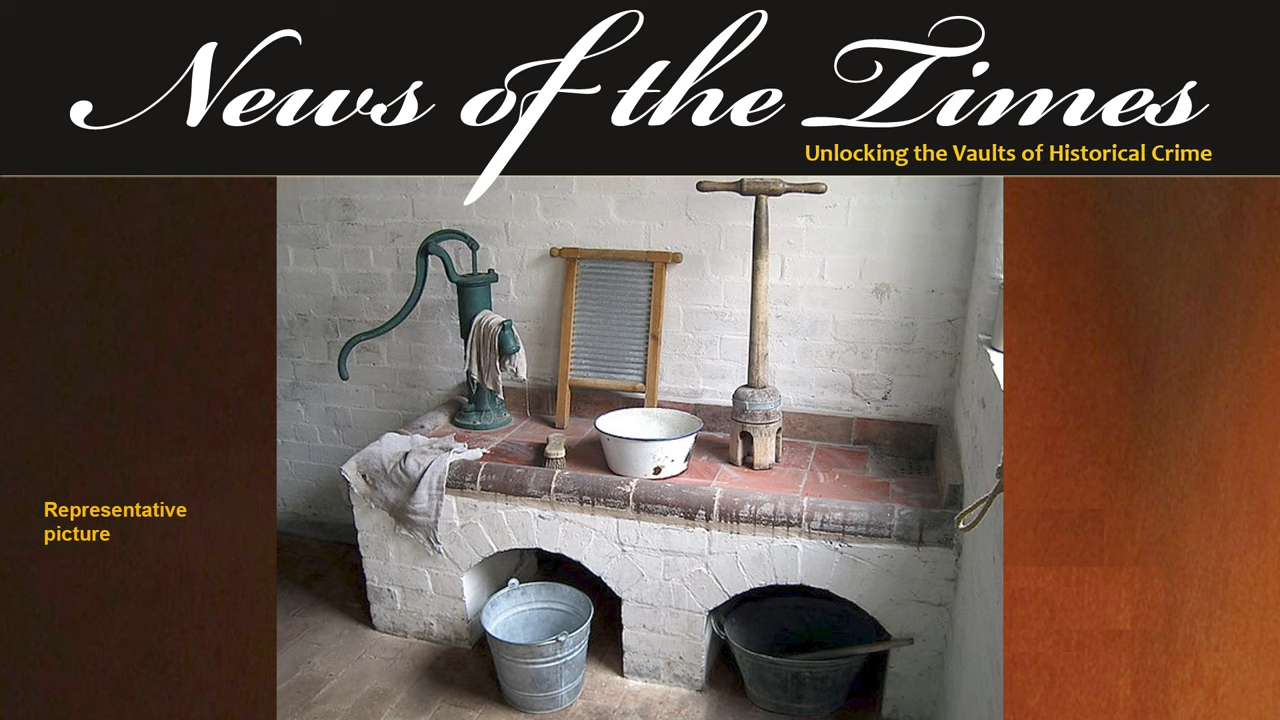 News of the Times
Unlocking the Vaults of Historical Crime
Representative
picture